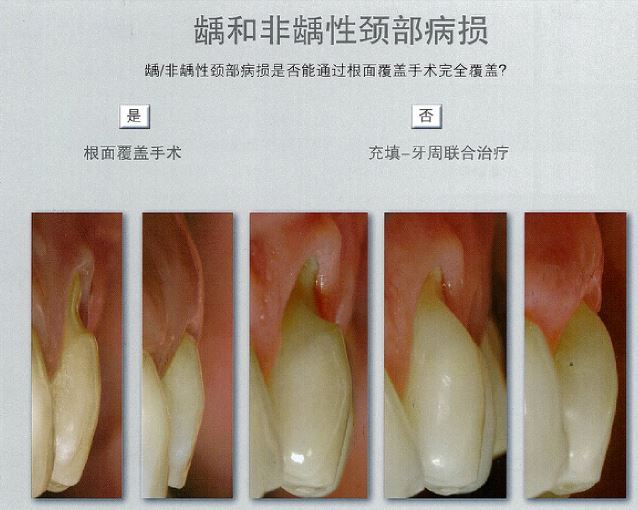 龋和非龋性颈部病损
龋/非龋性颈部病损是否能通过根面覆盖手术完全覆盖?
是
否
根面覆盖手术
充填-牙周联合治疗